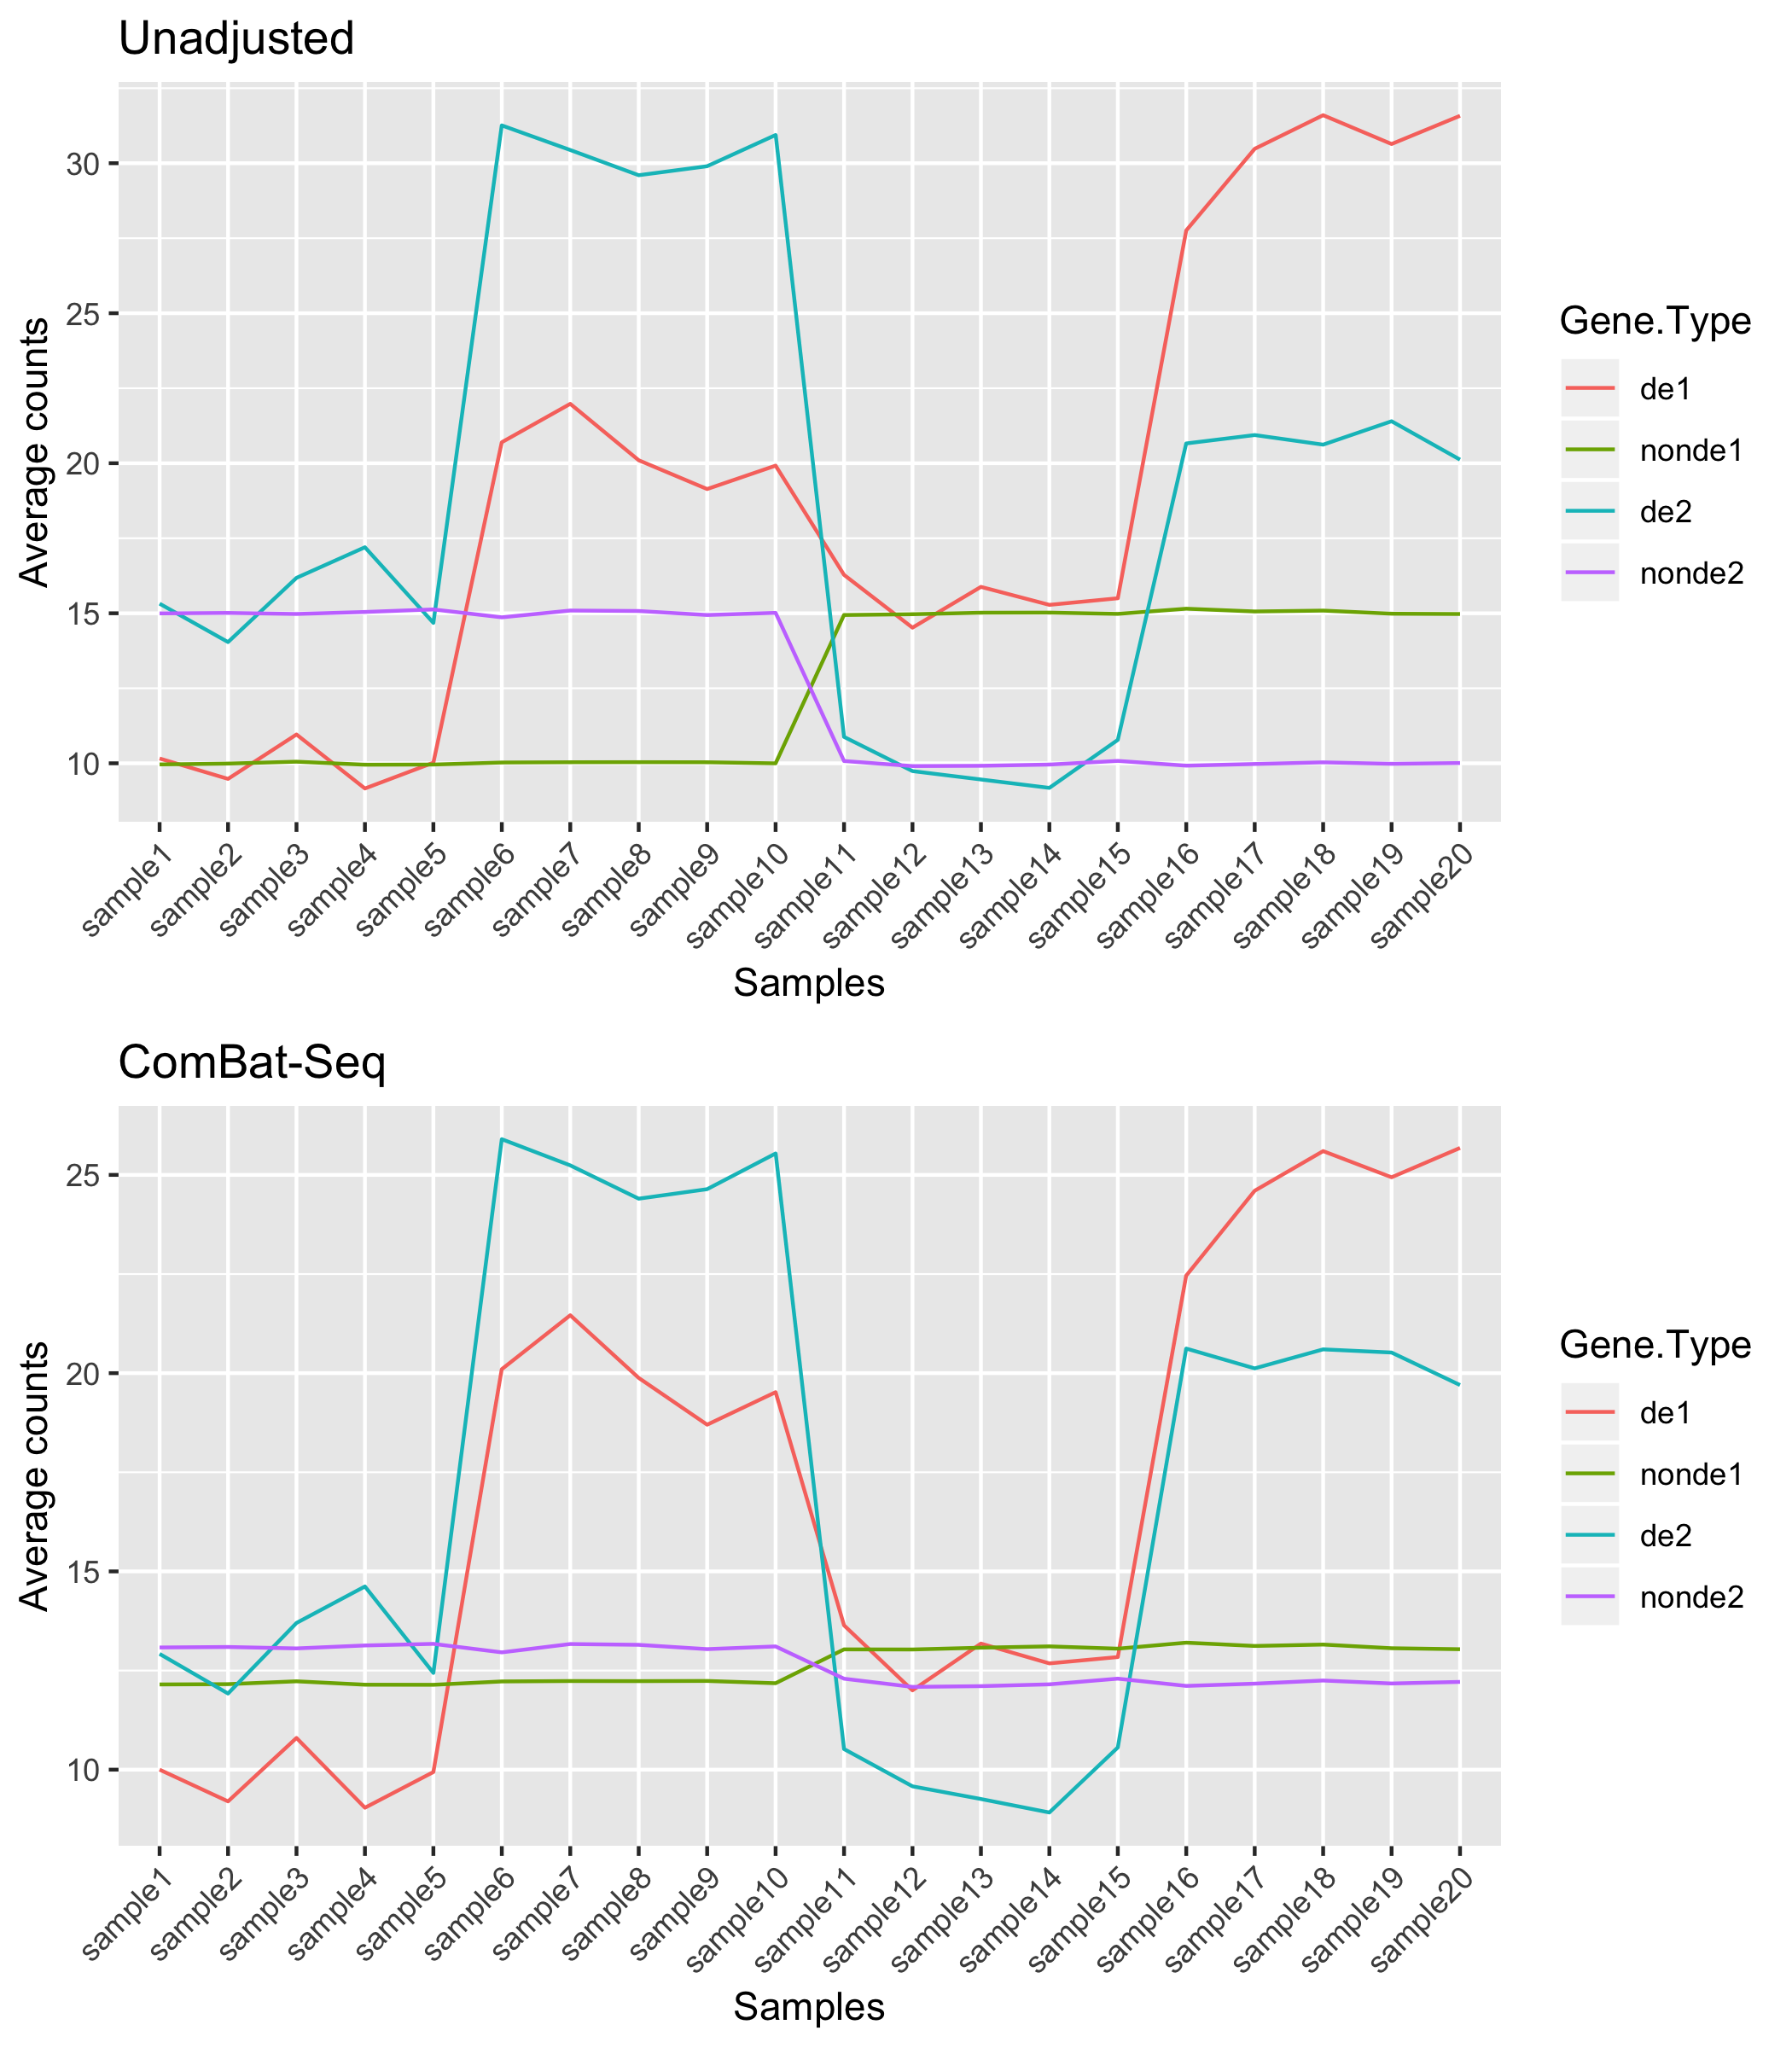 Unadjusted
Average counts
30
25
20
15
10
sample1
sample2
sample3
sample4
sample5
sample6
sample7
sample8
sample9
sample10
sample11
sample12
sample13
sample14
sample15
sample16
sample17
sample18
sample19
sample20
Samples
Gene.Type
de1
nonde1
de2
nonde2
ComBat-Seq
Average counts
25
20
15
10
sample1
sample2
sample3
sample4
sample5
sample6
sample7
sample8
sample9
sample10
sample11
sample12
sample13
sample14
sample15
sample16
sample17
sample18
sample19
sample20
Samples
Gene.Type
de1
nonde1
de2
nonde2